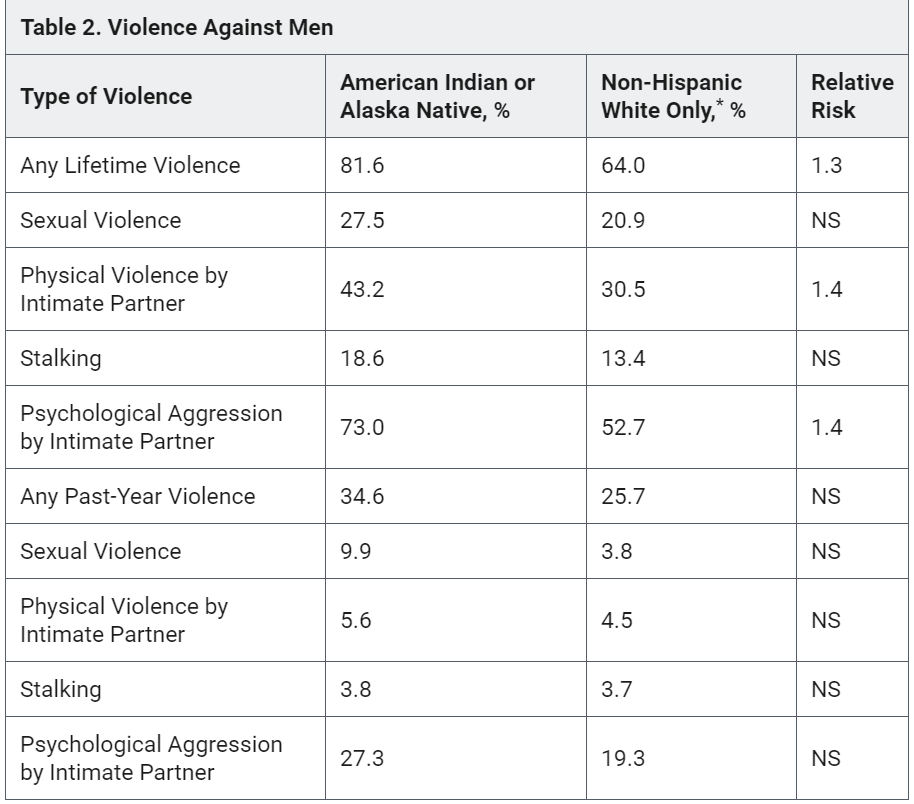 Table 2. Violence Against Men
Type of Violence
American Indian or
Alaska Native, %
Non-Hispanic
White Only,* %
Relative
Risk
Any Lifetime Violence 81.6 64.0 1.3
Sexual Violence 27.5 20.9 NS
Physical Violence by
Intimate Partner
43.2 30.5 1.4
Stalking 18.6 13.4 NS
Psychological Aggression
by Intimate Partner
73.0 52.7 1.4
Any Past-Year Violence 34.6 25.7 NS
Sexual Violence 9.9 3.8 NS
Physical Violence by
Intimate Partner
5.6 4.5 NS
Stalking 3.8 3.7 NS
Psychological Aggression
by Intimate Partner
27.3 19.3 NS